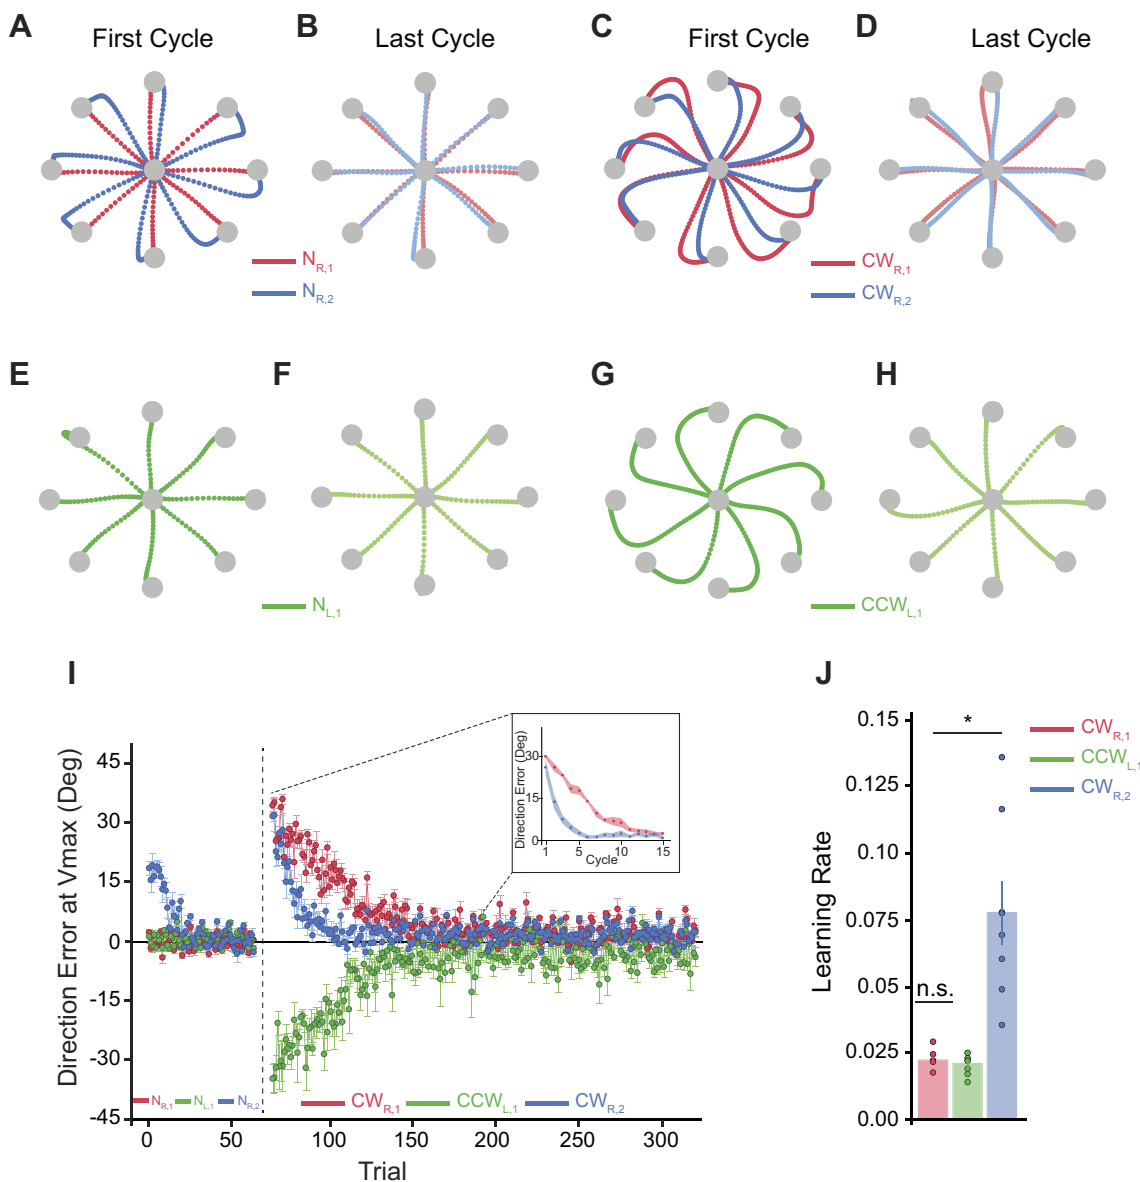 A
First Cycle
B
Last Cycle
C
First Cycle
D
Last Cycle
N R,1
N R,2
CW R,1
CW R,2
E
F
G
H
N L,1
CCW L,1
I
Direction Error at Vmax (Deg)
45
30
15
0
-15
-30
-45
0
50
100
150
200
250
300
Trial
N R,1
N L,1
N R,2
CW R,1
CCW L,1
CW R,2
Direction Error (Deg)
30
15
0
1
5
10
15
Cycle
J
Learning Rate
0.15
0.125
0.10
0.075
0.050
0.025
0.00
*
n.s.
CW R,1
CCW L,1
CW R,2